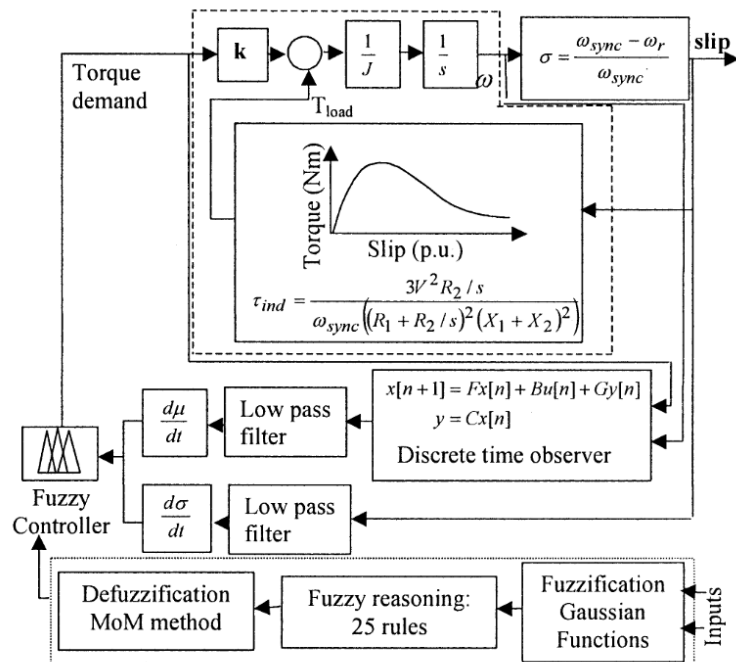 Torque
demand
k
1
J
1
s
ω
σ = (ω_sync − ω_r) / ω_sync
slip
T_load
Torque (Nm)
Slip (p.u.)
τ_ind = 3V² R₂ / s
ω_sync((R₁ + R₂ / s)² (X₁ + X₂)²)
x[n+1] = Fx[n] + Bu[n] + Gy[n]
y = Cx[n]
Discrete time observer
Low pass
filter
dμ
dt
Fuzzy
Controller
Low pass
filter
dσ
dt
Defuzzification
MoM method
Fuzzy reasoning:
25 rules
Fuzzification
Gaussian
Functions
Inputs